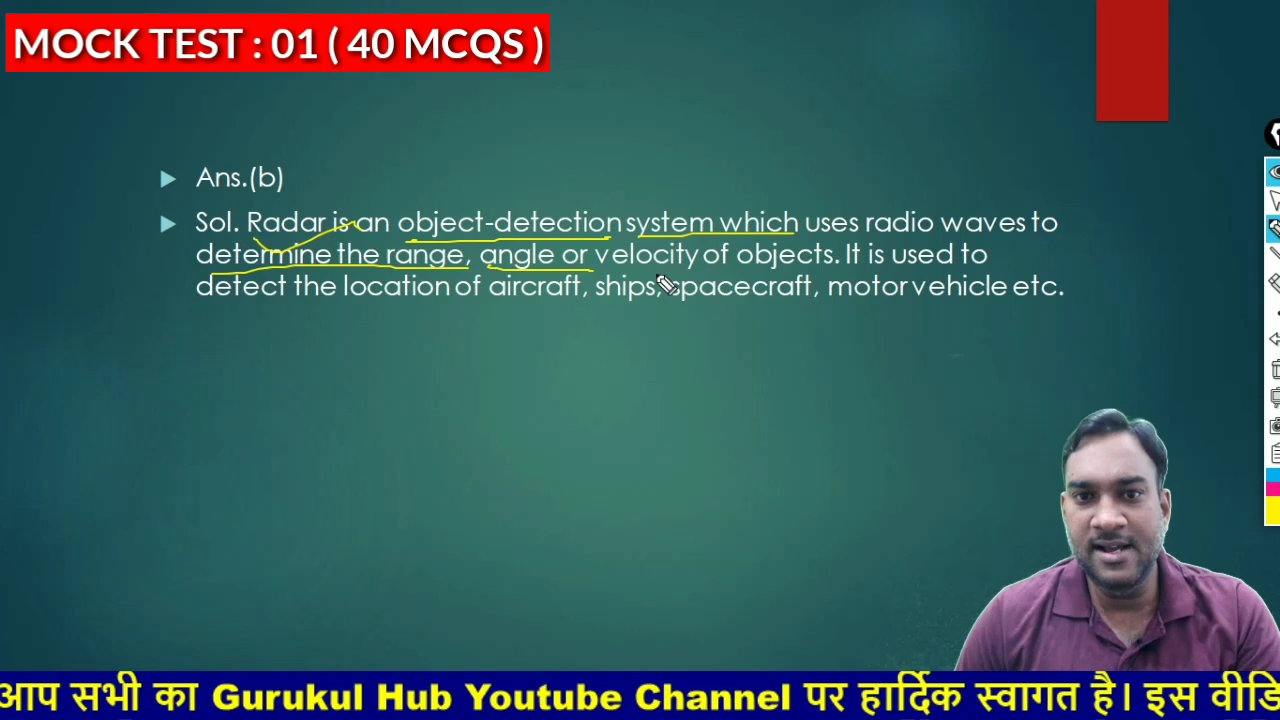 MOCK TEST : 01 ( 40 MCQS )
Ans.(b)
Sol. Radar is an object-detection system which uses radio waves to
determine the range, angle or velocity of objects. It is used to
detect the location of aircraft, ships, spacecraft, motor vehicle etc.
आप सभी का Gurukul Hub Youtube Channel पर हार्दिक स्वागत है। इस